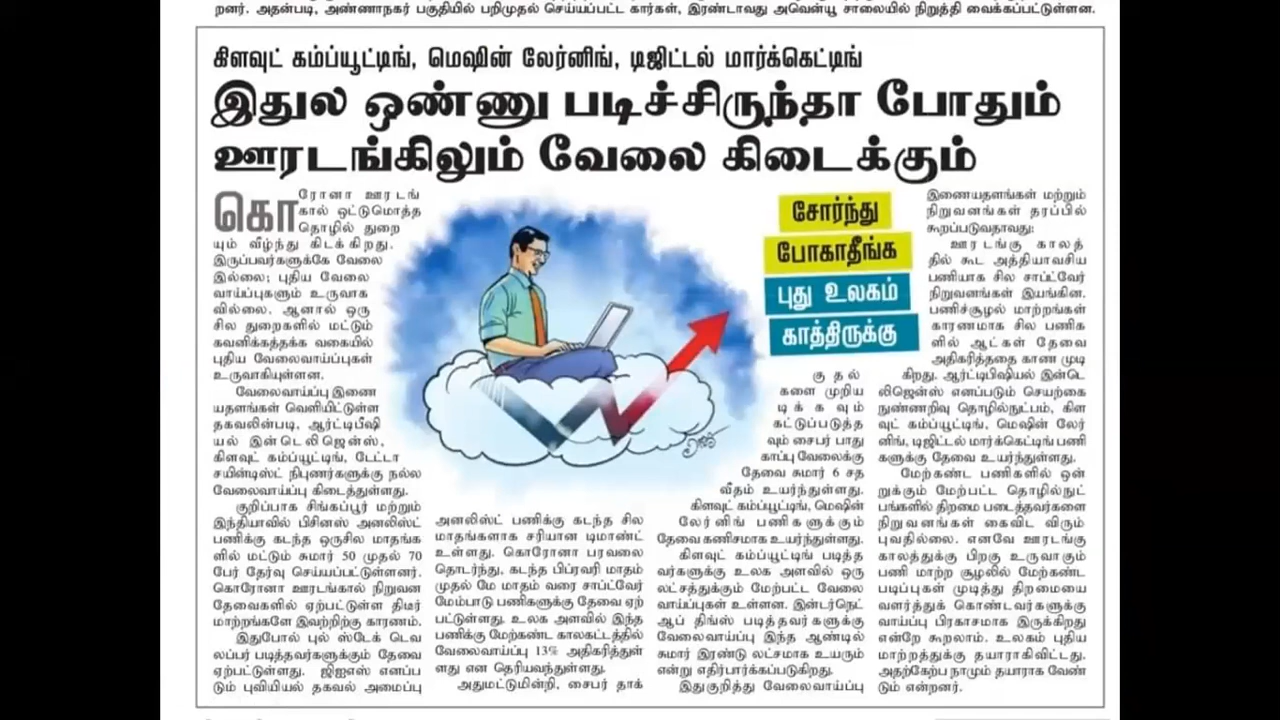 றனர். அதன்படி, அண்ணாநகர் பகுதியில் பறிமுதல் செய்யப்பட்ட கார்கள், இரண்டாவது அவென்யூ சாலையில் நிறுத்தி வைக்கப்பட்டுள்ளன.
கிளவுட் கம்ப்யூட்டிங், மெஷின் லேர்னிங், டிஜிட்டல் மார்க்கெட்டிங்
இதுல ஒண்ணு படிச்சிருந்தா போதும்
ஊரடங்கிலும் வேலை கிடைக்கும்
கொரோனா ஊரடங்
கால் ஒட்டுமொத்த
தொழில் துறை
யும் வீழ்ந்து கிடக்கிறது.
இருப்பவர்களுக்கே வேலை
இல்லை; புதிய வேலை
வாய்ப்புகளும் உருவாக
வில்லை. ஆனால் ஒரு
சில துறைகளில் மட்டும்
கவனிக்கத்தக்க வகையில்
புதிய வேலைவாய்ப்புகள்
உருவாகியுள்ளன.
வேலைவாய்ப்பு இணை
யதளங்கள் வெளியிட்டுள்ள
தகவலின்படி, ஆர்ட்டிபிஷி
யல் இன்டெலிஜென்ஸ்,
கிளவுட் கம்ப்யூட்டிங், டேட்டா
சயின்டிஸ்ட் நிபுணர்களுக்கு நல்ல
வேலைவாய்ப்பு கிடைத்துள்ளது.
குறிப்பாக சிங்கப்பூர் மற்றும்
இந்தியாவில் பிசினஸ் அனலிஸ்ட்
பணிக்கு கடந்த ஒருசில மாதங்க
ளில் மட்டும் சுமார் 50 முதல் 70
பேர் தேர்வு செய்யப்பட்டுள்ளனர்.
கொரோனா ஊரடங்கால் நிறுவன
தேவைகளில் ஏற்பட்டுள்ள திடீர்
மாற்றங்களே இவற்றிற்கு காரணம்.
இதுபோல் புல் ஸ்டேக் டெவ
லப்பர் படித்தவர்களுக்கும் தேவை
ஏற்பட்டுள்ளது. ஜிஐஎஸ் எனப்ப
டும் புவியியல் தகவல் அமைப்பு
அனலிஸ்ட் பணிக்கு கடந்த சில
மாதங்களாக சரியான டிமாண்ட்
உள்ளது. கொரோனா பரவலை
தொடர்ந்து, கடந்த பிப்ரவரி மாதம்
முதல் மே மாதம் வரை சாப்ட்வேர்
மேம்பாடு பணிகளுக்கு தேவை ஏற்
பட்டுள்ளது. உலக அளவில் இந்த
பணிக்கு மேற்கண்ட காலகட்டத்தில்
வேலைவாய்ப்பு 13% அதிகரித்துள்
ளது என தெரியவந்துள்ளது.
அதுமட்டுமின்றி, சைபர் தாக்
சோர்ந்து
போகாதீங்க
புது உலகம்
காத்திருக்கு
குதல்
களை முறிய
டிக்கவும்
கட்டுப்படுத்த
வும் சைபர் பாது
காப்பு வேலைக்கு
தேவை சுமார் 6 சத
வீதம் உயர்ந்துள்ளது.
கிளவுட் கம்ப்யூட்டிங், மெஷின்
லேர்னிங் பணிகளுக்கும்
தேவை கணிசமாக உயர்ந்துள்ளது.
கிளவுட் கம்ப்யூட்டிங் படித்த
வர்களுக்கு உலக அளவில் ஒரு
லட்சத்துக்கும் மேற்பட்ட வேலை
வாய்ப்புகள் உள்ளன. இன்டர்நெட்
ஆப் திங்ஸ் படித்தவர்களுக்கு
வேலைவாய்ப்பு இந்த ஆண்டில்
சுமார் இரண்டு லட்சமாக உயரும்
என்று எதிர்பார்க்கப்படுகிறது.
இதுகுறித்து வேலைவாய்ப்பு
இணையதளங்கள் மற்றும்
நிறுவனங்கள் தரப்பில்
கூறப்படுவதாவது:
ஊரடங்கு காலத்
தில் கூட அத்தியாவசிய
பணியாக சில சாப்ட்வேர்
நிறுவனங்கள் இயங்கின.
பணிச்சூழல் மாற்றங்கள்
காரணமாக சில பணிக
ளில் ஆட்கள் தேவை
அதிகரித்ததை காண முடி
கிறது. ஆர்ட்டிபிஷியல் இன்டெ
லிஜென்ஸ் எனப்படும் செயற்கை
நுண்ணறிவு தொழில்நுட்பம், கிள
வுட் கம்ப்யூட்டிங், மெஷின் லேர்
னிங், டிஜிட்டல் மார்க்கெட்டிங் பணி
களுக்கு தேவை உயர்ந்துள்ளது.
மேற்கண்ட பணிகளில் ஒன்
றுக்கும் மேற்பட்ட தொழில்நுட்
பங்களில் திறமை படைத்தவர்களை
நிறுவனங்கள் கைவிட விரும்
புவதில்லை. எனவே ஊரடங்கு
காலத்துக்கு பிறகு உருவாகும்
பணி மாற்ற சூழலில் மேற்கண்ட
படிப்புகள் முடித்து திறமையை
வளர்த்துக் கொண்டவர்களுக்கு
வாய்ப்பு பிரகாசமாக இருக்கிறது
என்றே கூறலாம். உலகம் புதிய
மாற்றத்துக்கு தயாராகிவிட்டது.
அதற்கேற்ப நாமும் தயாராக வேண்
டும் என்றனர்.